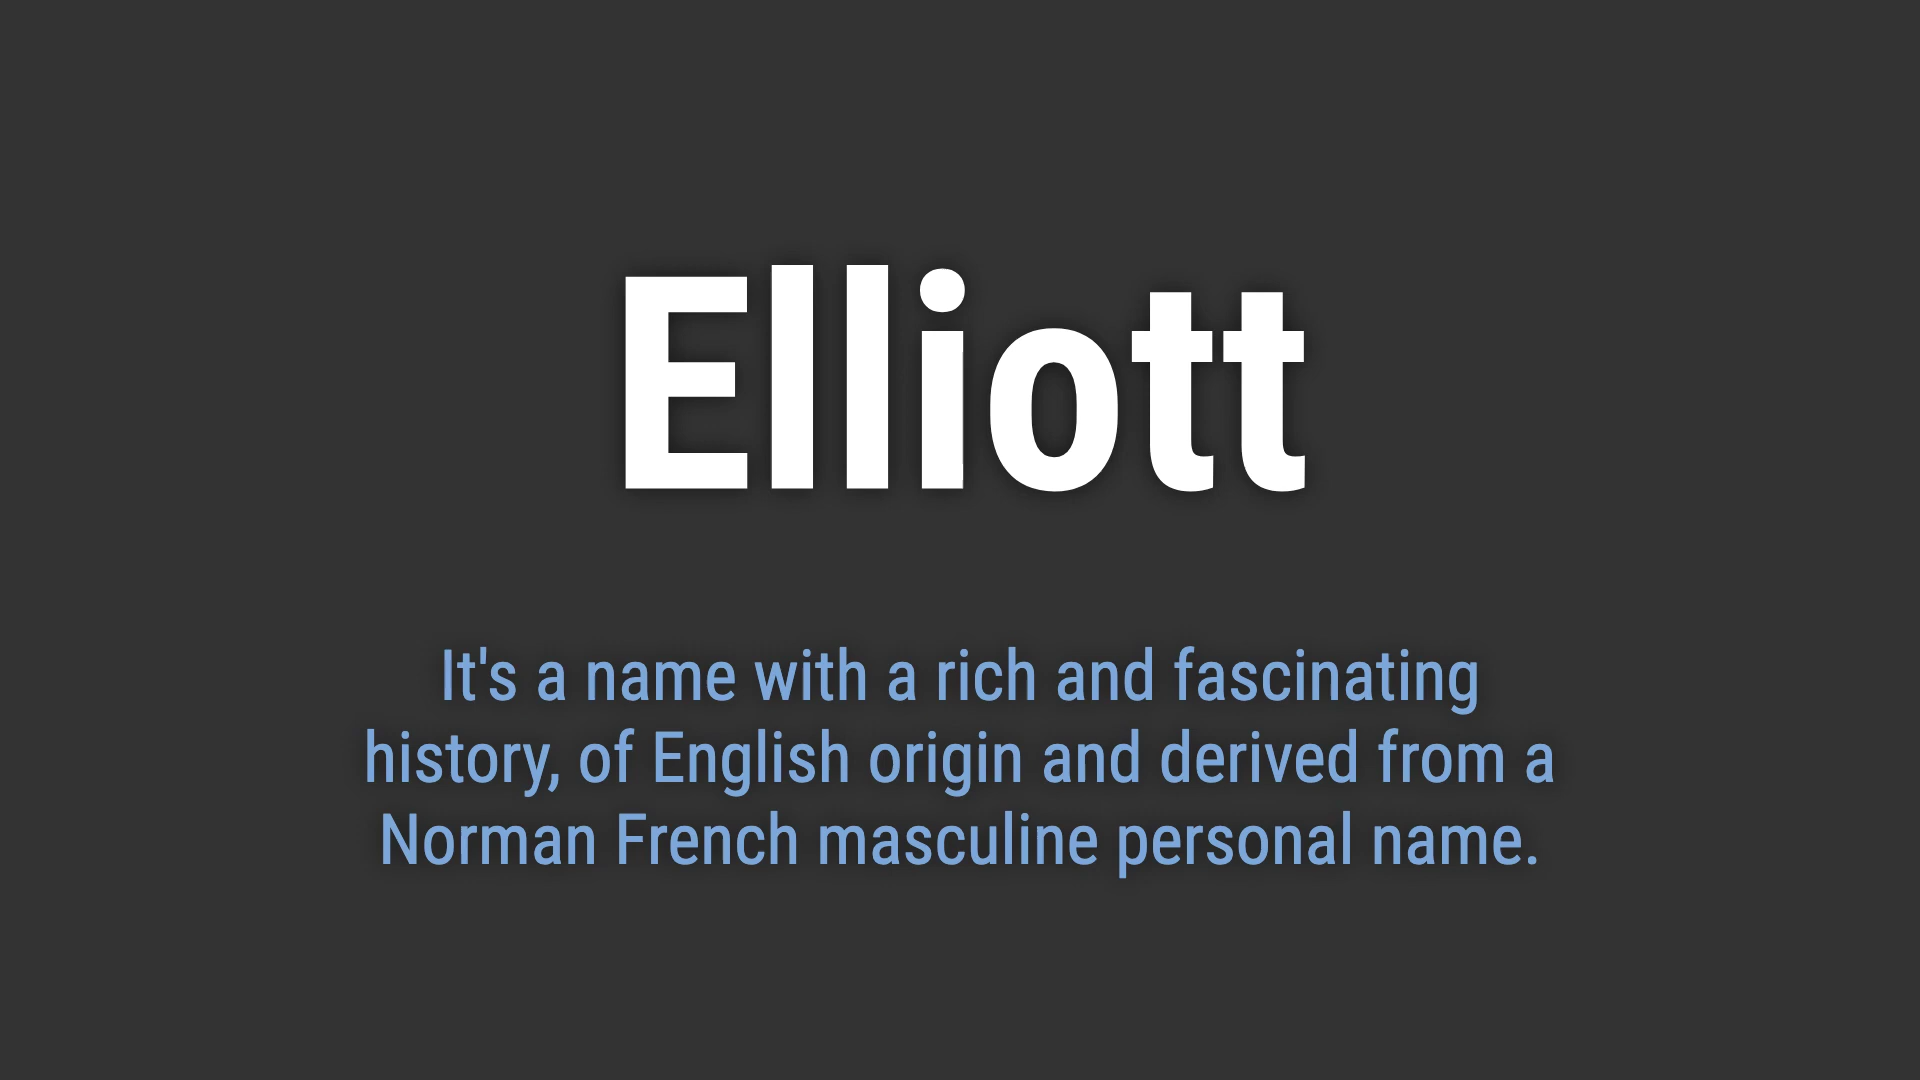 Elliott
It's a name with a rich and fascinating
history, of English origin and derived from a
Norman French masculine personal name.